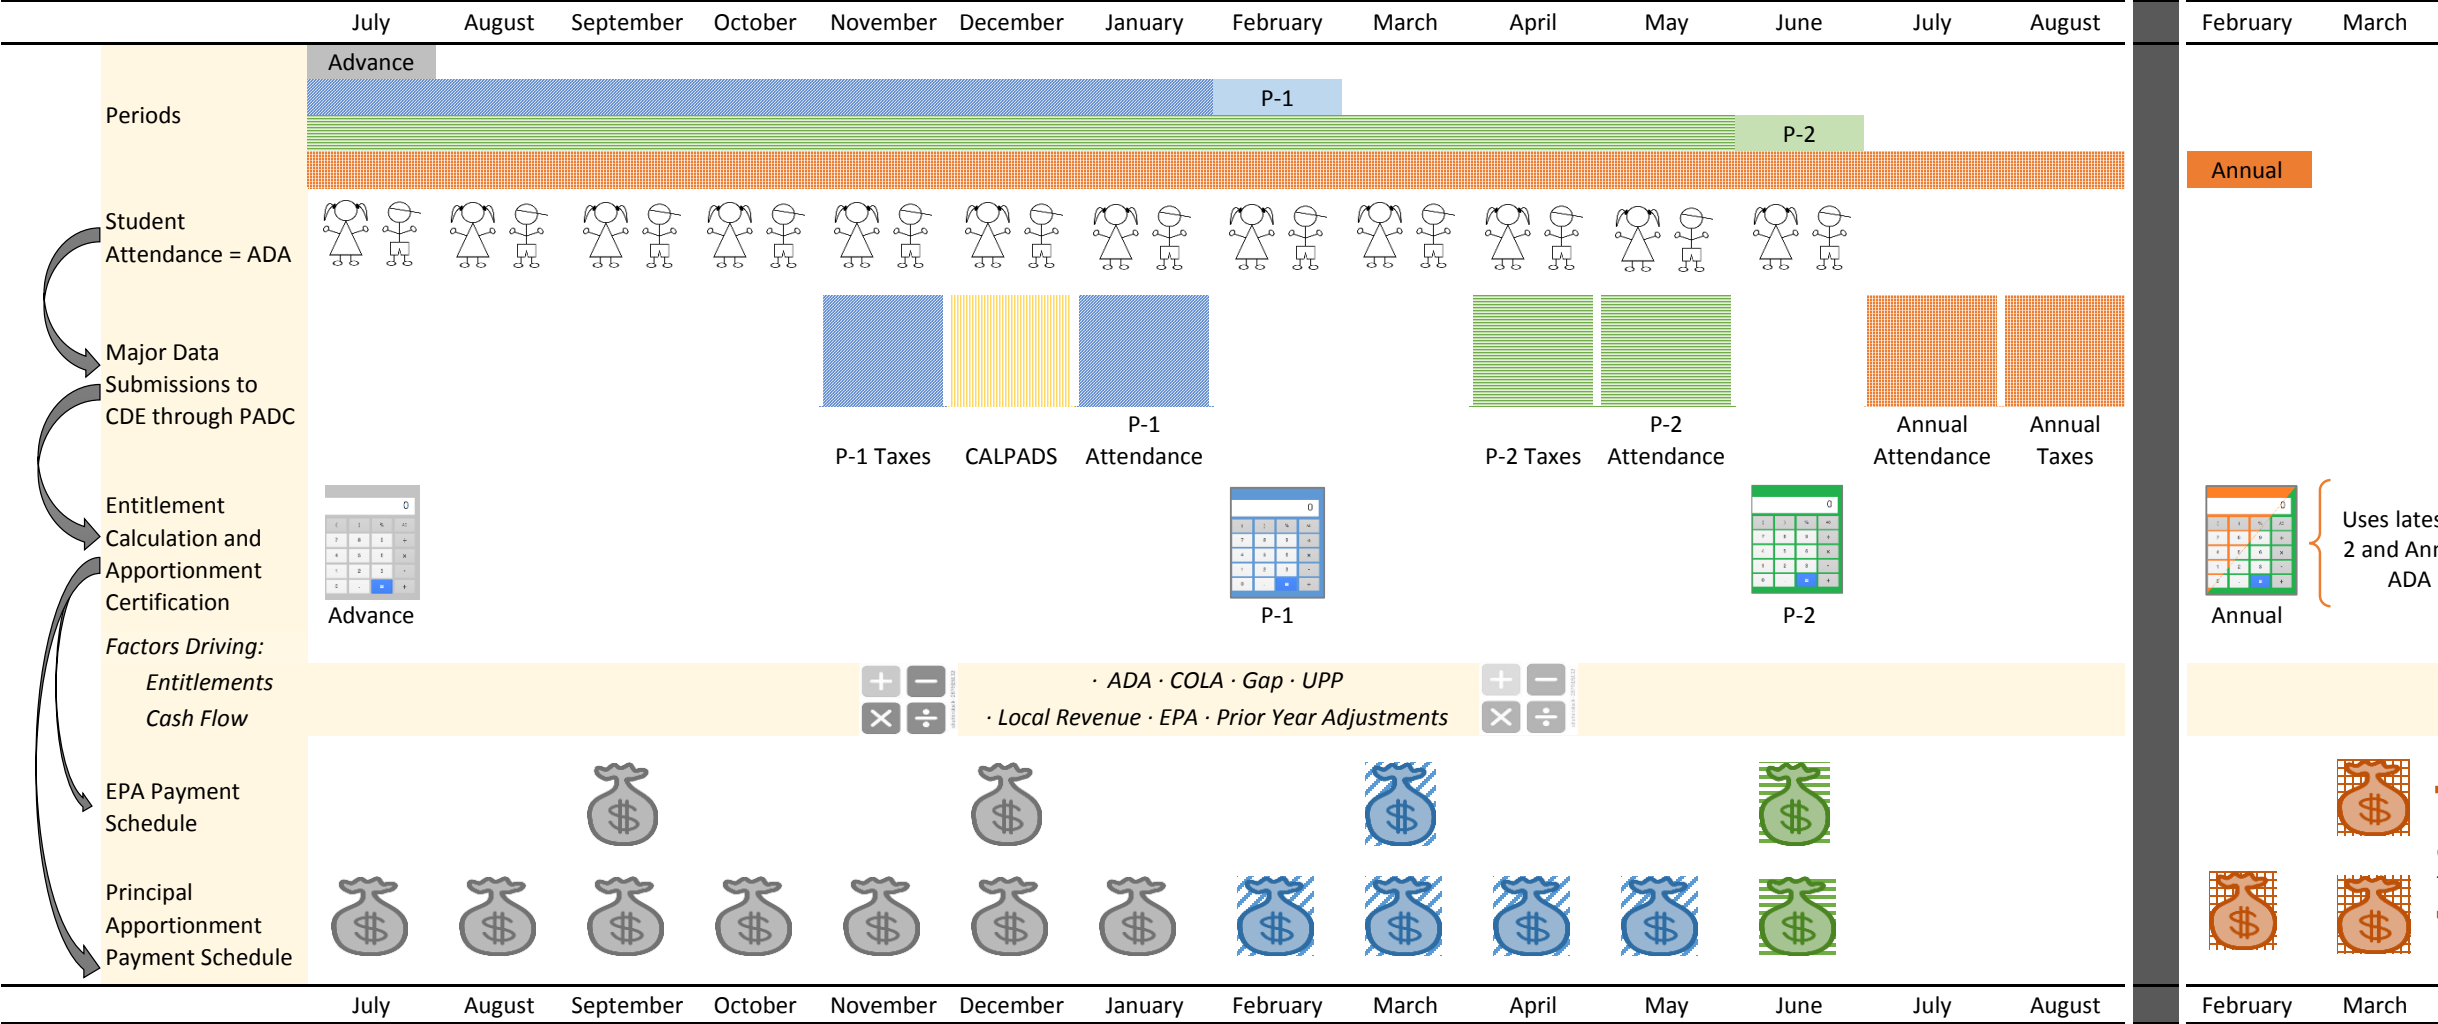 July August September October November December January February March April May June July August February March
Advance
P-1
Periods
P-2
Annual
Student
Attendance = ADA
Major Data
Submissions to
CDE through PADC
P-1 P-2 Annual Annual
Attendance Attendance Attendance Taxes
P-1 Taxes CALPADS P-2 Taxes
Entitlement
Calculation and
Apportionment
Certification
Advance P-1 P-2 Annual
Uses
2 and
ADA
Factors Driving:
Entitlements
· ADA · COLA · Gap · UPP
Cash Flow
· Local Revenue · EPA · Prior Year Adjustments
EPA Payment
Schedule
Principal
Apportionment
Payment Schedule
July August September October November December January February March April May June July August February March